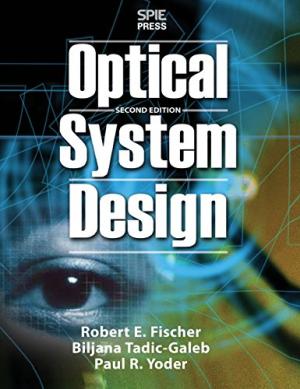 SPIE
PRESS
Optical
SECOND EDITION
System
Design
Robert E. Fischer
Biljana Tadic-Galeb
Paul R. Yoder